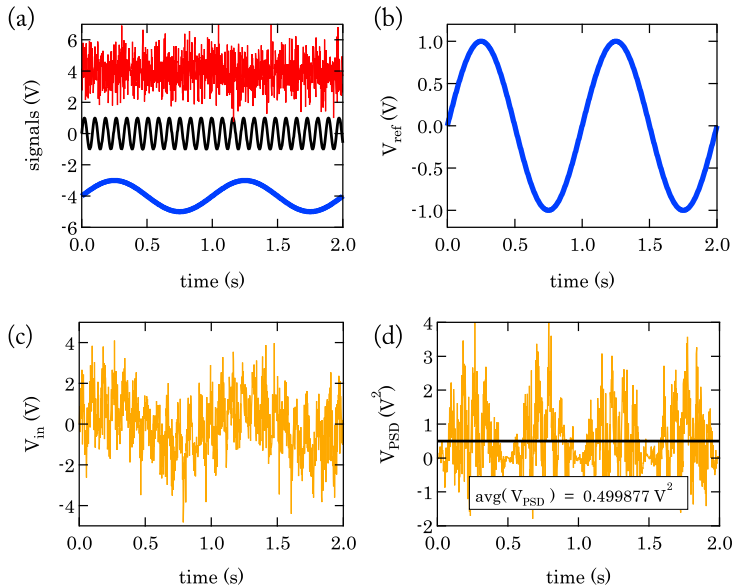 (a)
6
4
2
0
-2
-4
-6
signals (V)
0.0 0.5 1.0 1.5 2.0
time (s)
(b)
1.0
0.5
0.0
-0.5
-1.0
V_ref (V)
0.0 0.5 1.0 1.5 2.0
time (s)
(c)
4
2
0
-2
-4
V_in (V)
0.0 0.5 1.0 1.5 2.0
time (s)
(d)
4
3
2
1
0
-1
-2
V_PSD (V^2)
avg( V_PSD ) = 0.499877 V^2
0.0 0.5 1.0 1.5 2.0
time (s)